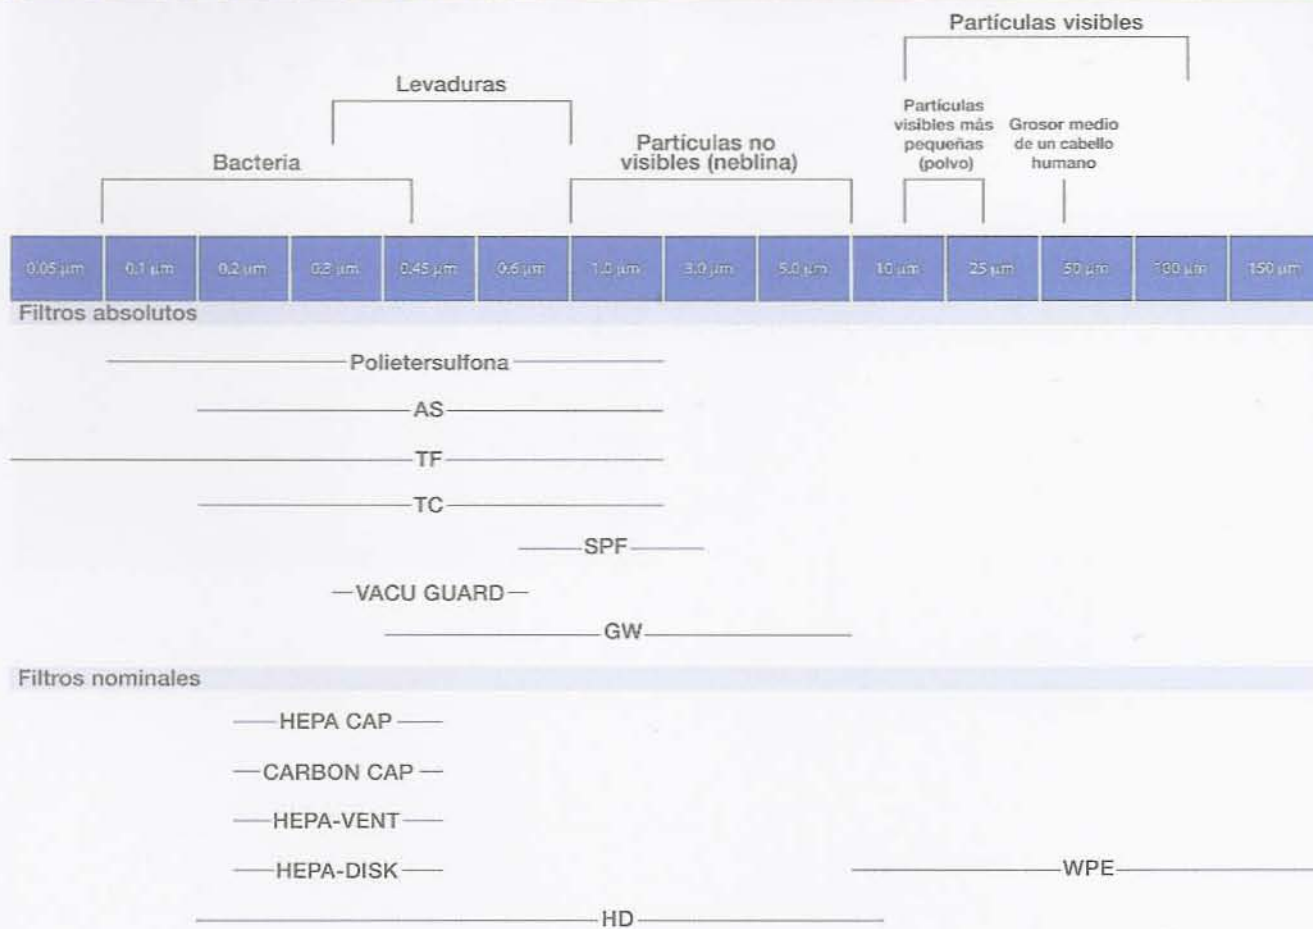 Partículas visibles
Levaduras
Partículas
visibles más
pequeñas
(polvo)
Grosor medio
de un cabello
humano
Partículas no
visibles (neblina)
Bacteria
0.05 µm 0.1 µm 0.2 µm 0.3 µm 0.45 µm 0.6 µm 1.0 µm 3.0 µm 5.0 µm 10 µm 25 µm 50 µm 100 µm 150 µm
Filtros absolutos
Polietersulfona
AS
TF
TC
SPF
VACU GUARD
GW
Filtros nominales
HEPA CAP
CARBON CAP
HEPA-VENT
HEPA-DISK WPE
HD